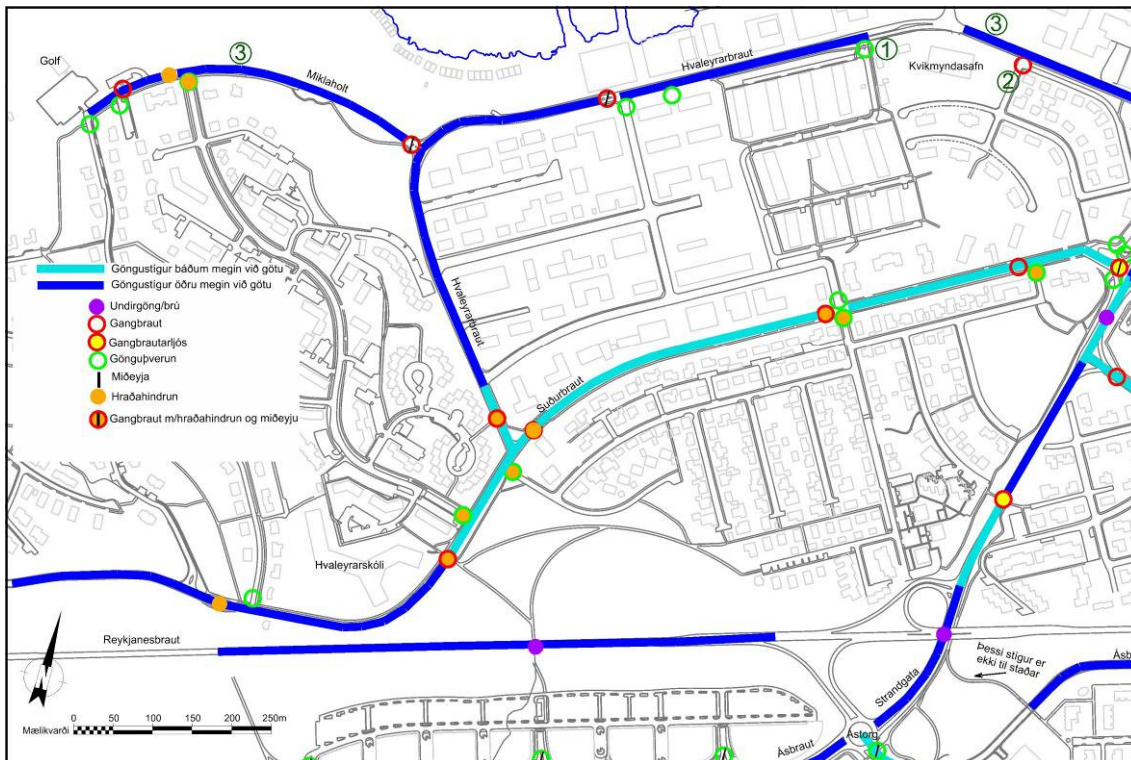 Golf
3
Miklaholt
Hvaleyrarbraut
1
3
Kvikmyndasafn
2
Göngustígur báðum megin við götu
Göngustígur öðru megin við götu
Undirgöng/brú
Gangbraut
Gangbrautarljós
Gönguþverun
Miðeyja
Hraðahindrun
Gangbraut m/hraðahindrun og miðeyju
Hvaleyrarbraut
Suðurbraut
Hvaleyrarskóli
Reykjanesbraut
Þessi stígur er
ekki til staðar
Ásb
Strandgata
Mælikvarði
0 50 100 150 200 250m
Ástorg
Ásbraut